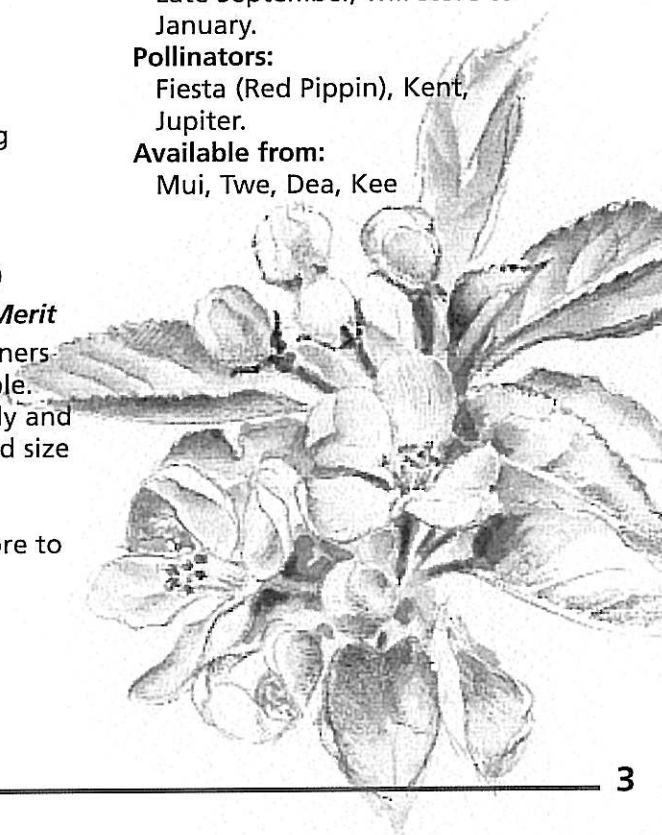 g
Merit
ners
ly and
d size
re to
January.
Pollinators:
Fiesta (Red Pippin), Kent,
Jupiter.
Available from:
Mui, Twe, Dea, Kee
3